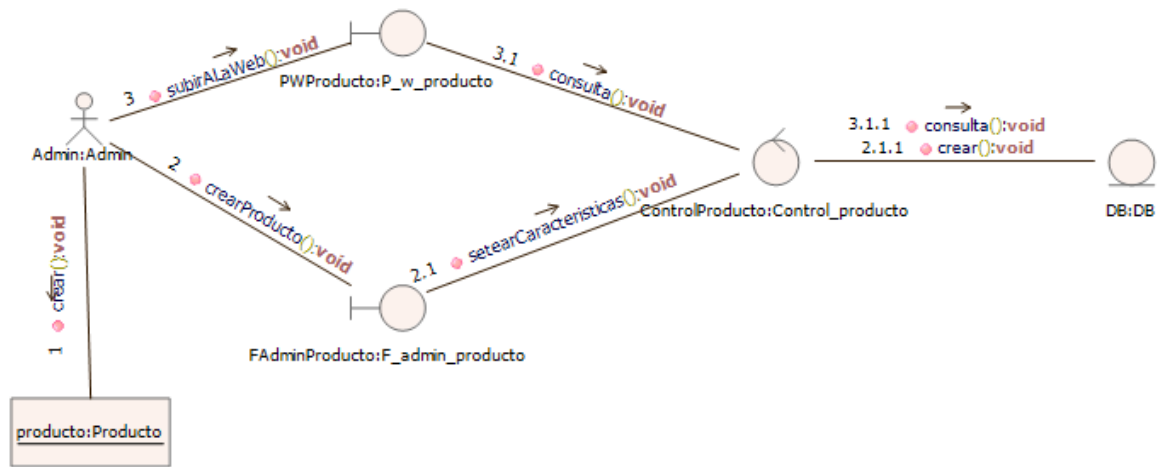 3 subirALaWeb():void
PWProducto:P_w_producto
3.1 consulta():void
Admin:Admin
3.1.1 consulta():void
2.1.1 crear():void
2 crearProducto():void
ControlProducto:Control_producto
DB:DB
2.1 setearCaracteristicas():void
1 crear():void
FAdminProducto:F_admin_producto
producto:Producto